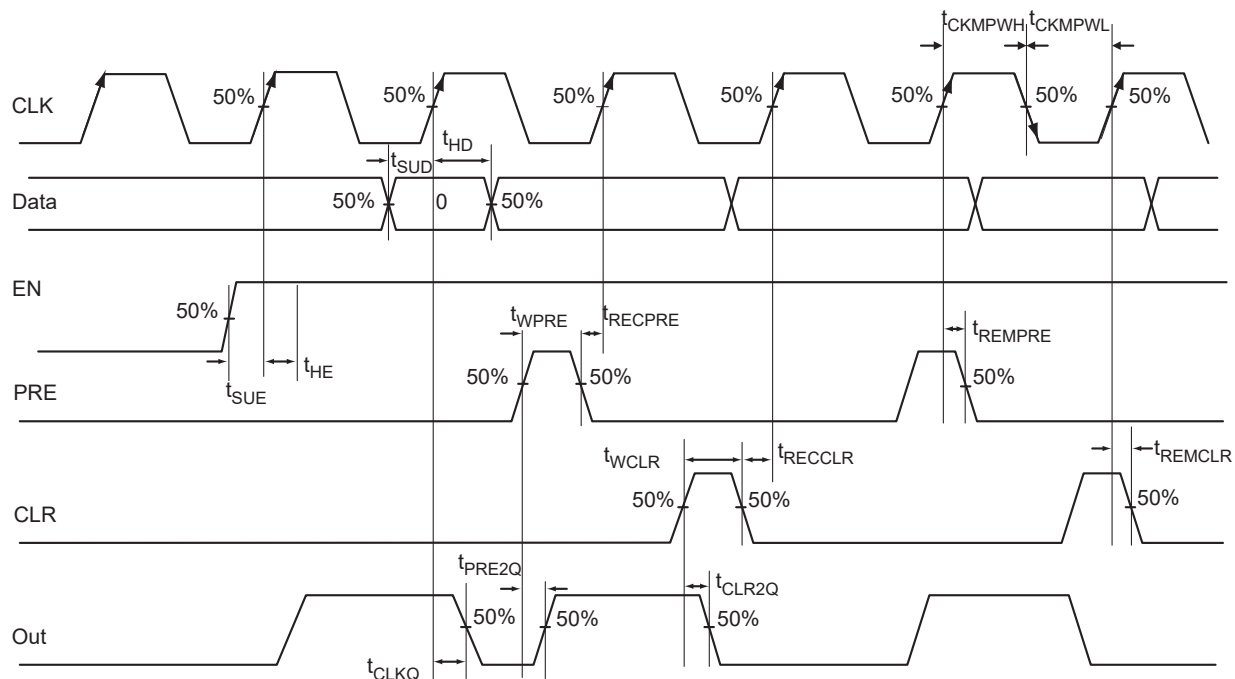 tCKMPWH tCKMPWL
CLK 50% 50% 50% 50% 50% 50% 50%
tSUD tHD
Data 50% 0 50%
EN 50%
tSUE tHE
tWPRE tRECPRE tREMPRE
PRE 50% 50% 50%
tWCLR tRECCLR tREMCLR
CLR 50% 50% 50%
tPRE2Q tCLR2Q
Out 50% 50% 50%
tCLKQ